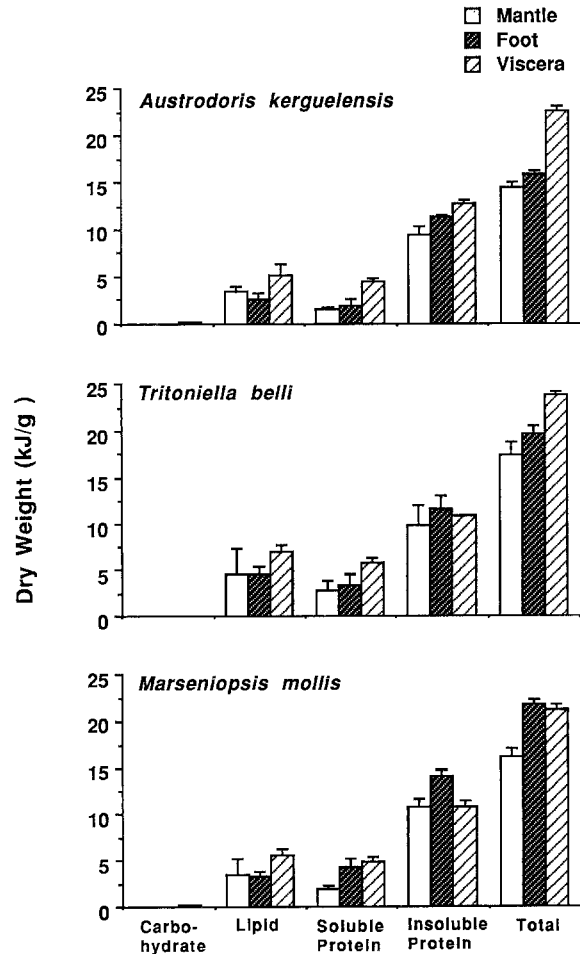 Mantle
Foot
Viscera
Austrodoris kerguelensis
25
20
15
10
5
0
Tritoniella belli
25
20
15
10
5
0
Marseniopsis mollis
25
20
15
10
5
0
Dry Weight (kJ/g)
Carbo-
hydrate
Lipid
Soluble
Protein
Insoluble
Protein
Total